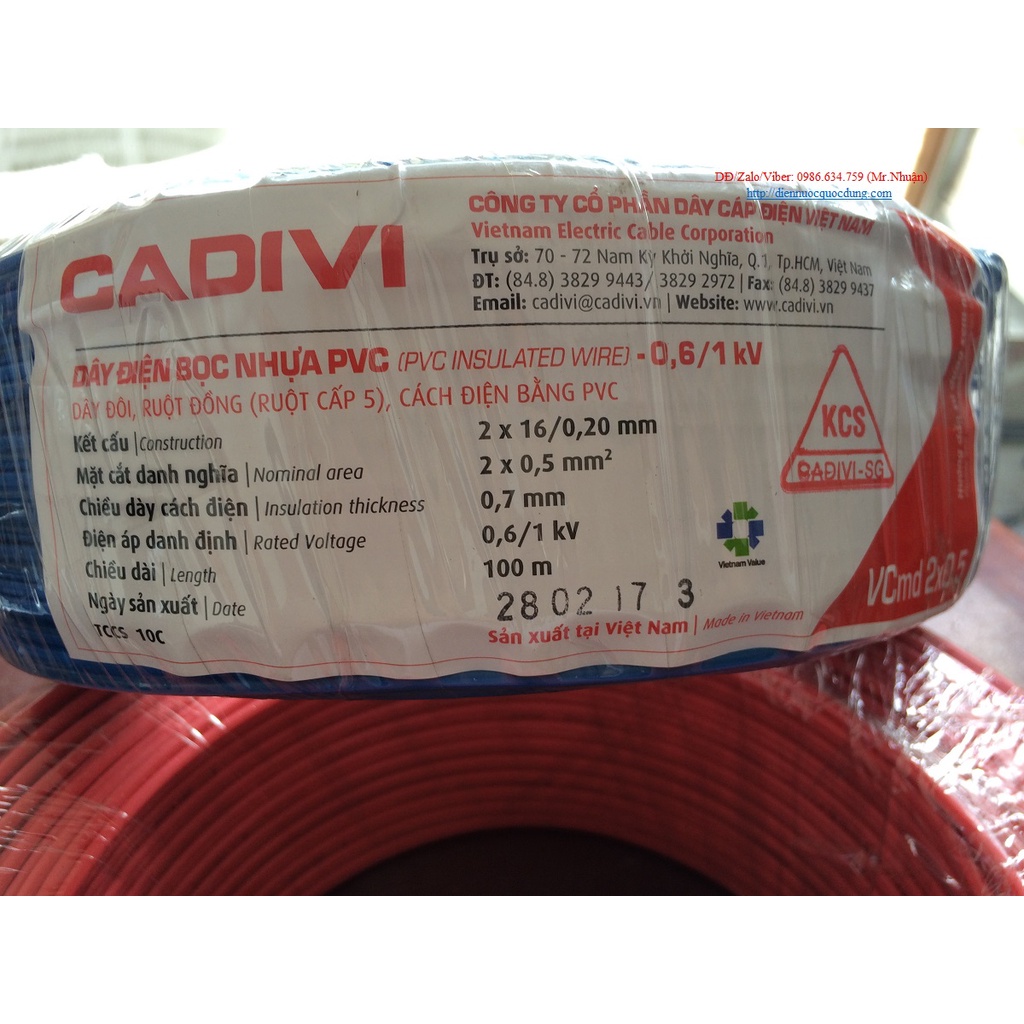 DĐ/Zalo/Viber: 0986.634.759 (Mr.Nhuận)
http://diennuocquocdung.com
CADIVI
CÔNG TY CỔ PHẦN DÂY CÁP ĐIỆN VIỆT NAM
Vietnam Electric Cable Corporation
Trụ sở: 70 - 72 Nam Kỳ Khởi Nghĩa, Q.1, Tp.HCM, Việt Nam
ĐT: (84.8) 3829 9443/ 3829 2972 | Fax: (84.8) 3829 9437
Email: cadivi@cadivi.vn | Website: www.cadivi.vn
DÂY ĐIỆN BỌC NHỰA PVC (PVC INSULATED WIRE) - 0,6/1 kV
DÂY ĐÔI, RUỘT ĐỒNG (RUỘT CẤP 5), CÁCH ĐIỆN BẰNG PVC
Kết cấu | Construction 2 x 16/0,20 mm
Mặt cắt danh nghĩa | Nominal area 2 x 0,5 mm²
Chiều dày cách điện | Insulation thickness 0,7 mm
Điện áp danh định | Rated Voltage 0,6/1 kV
Chiều dài | Length 100 m
Ngày sản xuất | Date 28 02 17 3
TCCS 10C
Sản xuất tại Việt Nam | Made in Vietnam
KCS
CADIVI-SG
Vietnam Value
VCmd 2x0,5